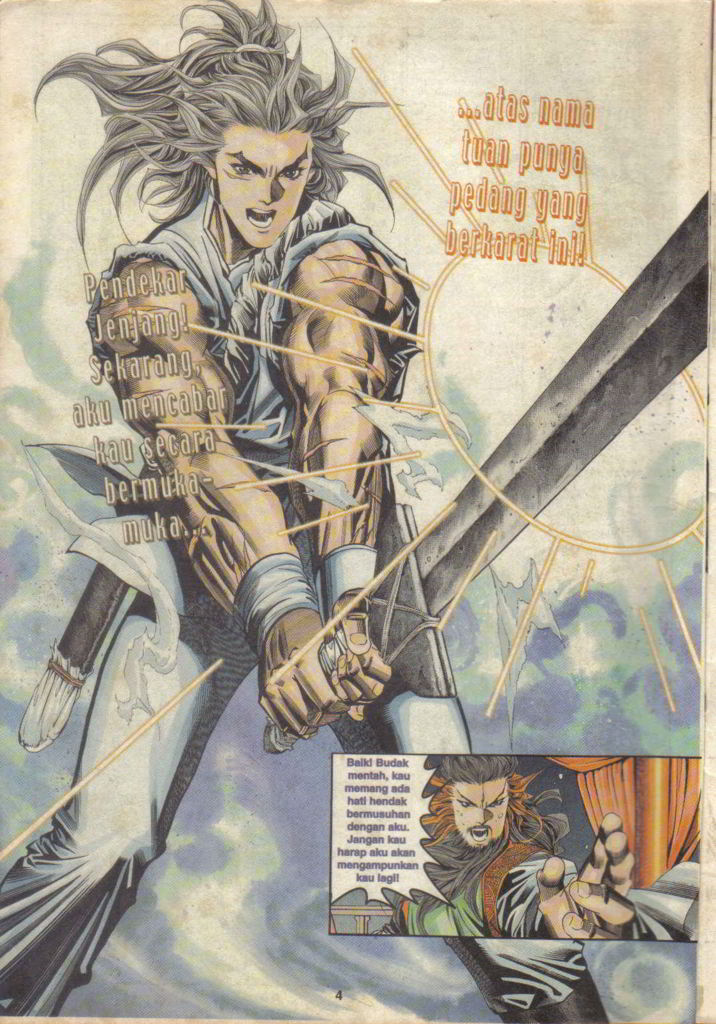 Pendekar
Jenjang!
Sekarang,
aku mencabar
kau secara
bermuka-
muka...
...atas nama
tuan punya
pedang yang
berkarat ini!
Baik! Budak
mentah, kau
memang ada
hati hendak
bermusuhan
dengan aku.
Jangan kau
harap aku akan
mengampunkan
kau lagi!
4